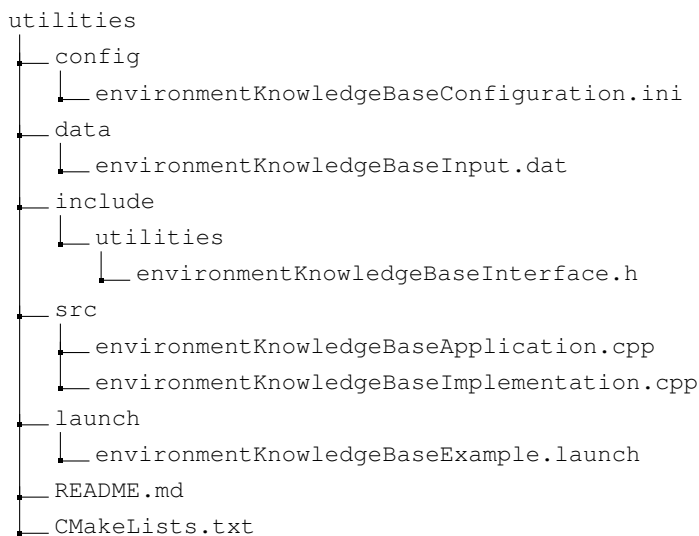 utilities
config
environmentKnowledgeBaseConfiguration.ini
data
environmentKnowledgeBaseInput.dat
include
utilities
environmentKnowledgeBaseInterface.h
src
environmentKnowledgeBaseApplication.cpp
environmentKnowledgeBaseImplementation.cpp
launch
environmentKnowledgeBaseExample.launch
README.md
CMakeLists.txt